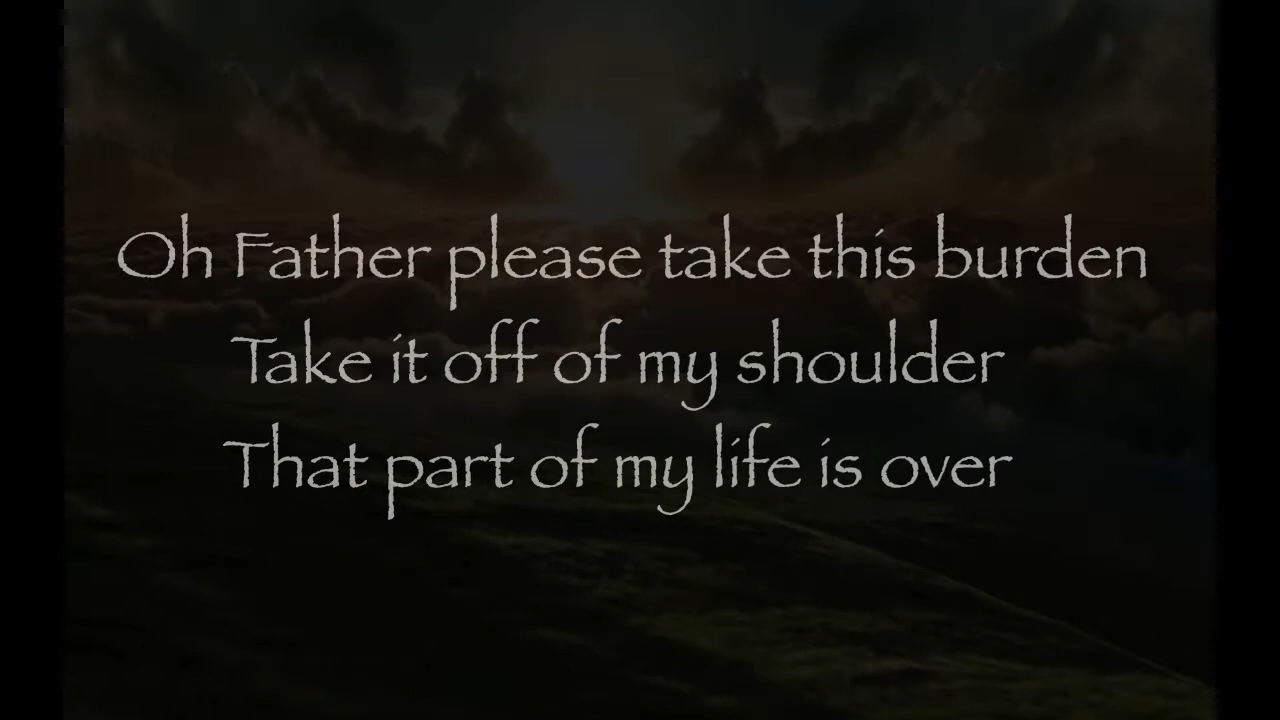 Oh Father please take this burden
Take it off of my shoulder
That part of my life is over